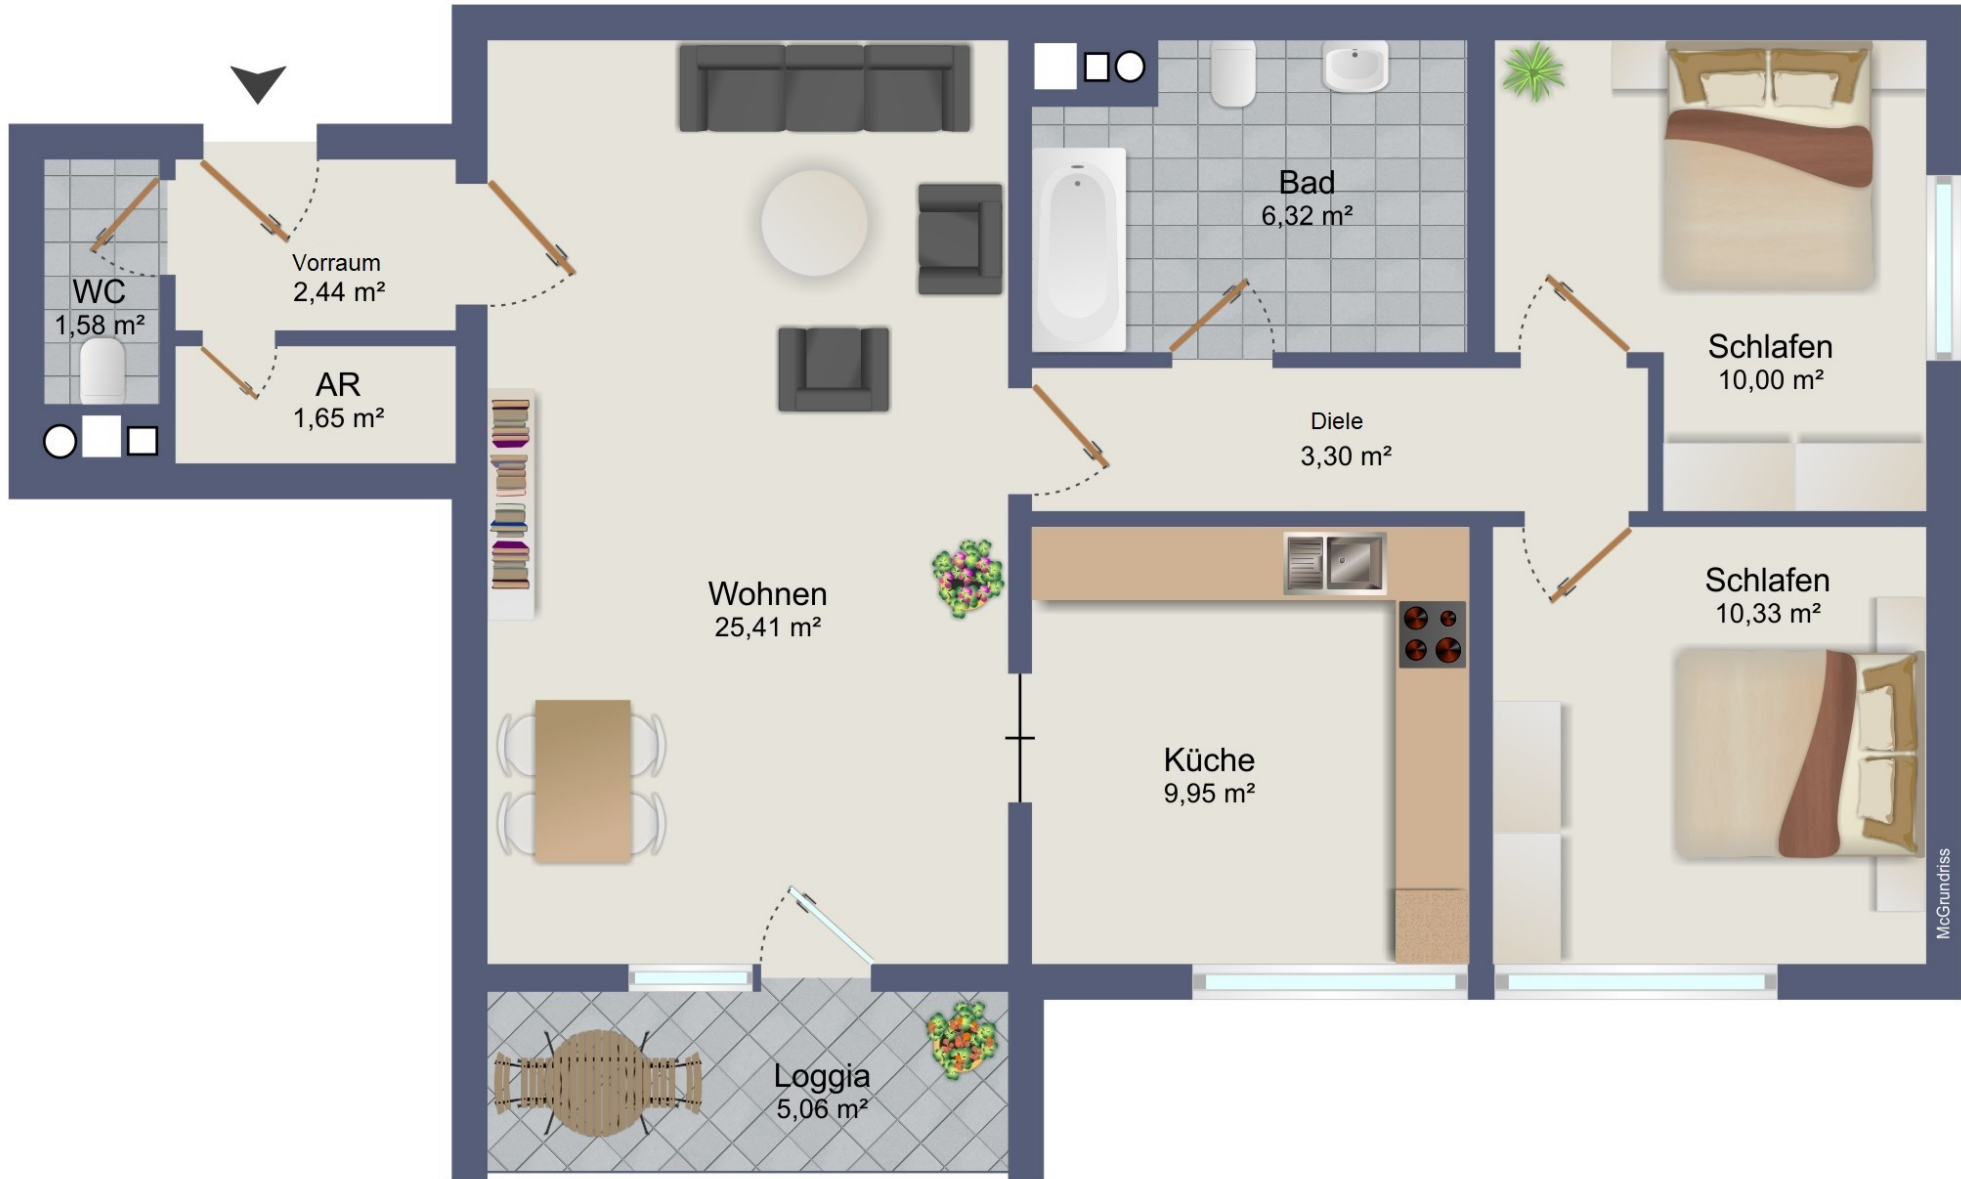 Bad
6,32 m²
Vorraum
2,44 m²
WC
1,58 m²
Schlafen
10,00 m²
AR
1,65 m²
Diele
3,30 m²
Wohnen
25,41 m²
Schlafen
10,33 m²
Küche
9,95 m²
McGrundriss
Loggia
5,06 m²